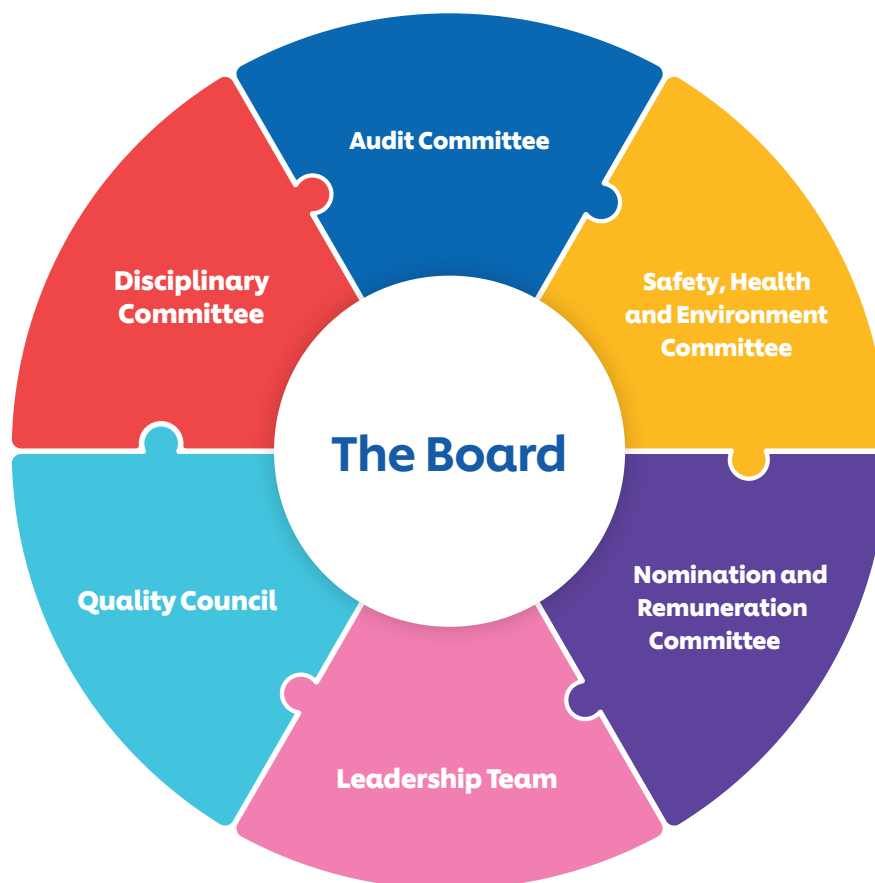 Audit Committee
Safety, Health
and Environment
Committee
Nomination and
Remuneration
Committee
Leadership Team
Quality Council
Disciplinary
Committee
The Board